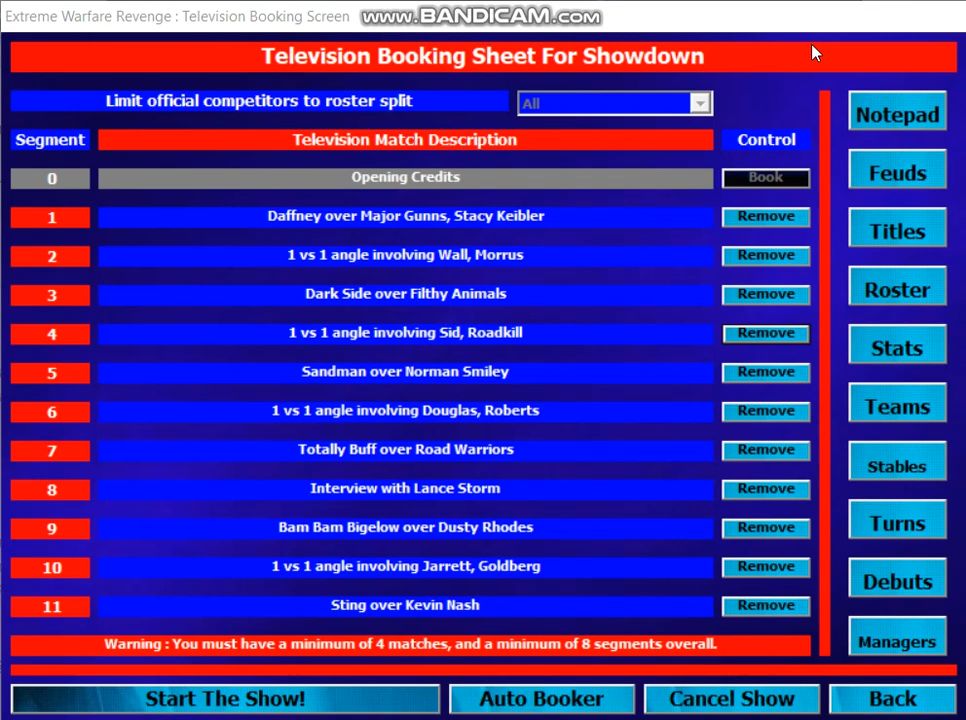 Extreme Warfare Revenge : Television Booking Screen
WWW.BANDICAM.COM
Television Booking Sheet For Showdown
Limit official competitors to roster split All
Segment Television Match Description Control
0 Opening Credits Book
1 Daffney over Major Gunns, Stacy Keibler Remove
2 1 vs 1 angle involving Wall, Morrus Remove
3 Dark Side over Filthy Animals Remove
4 1 vs 1 angle involving Sid, Roadkill Remove
5 Sandman over Norman Smiley Remove
6 1 vs 1 angle involving Douglas, Roberts Remove
7 Totally Buff over Road Warriors Remove
8 Interview with Lance Storm Remove
9 Bam Bam Bigelow over Dusty Rhodes Remove
10 1 vs 1 angle involving Jarrett, Goldberg Remove
11 Sting over Kevin Nash Remove
Warning : You must have a minimum of 4 matches, and a minimum of 8 segments overall.
Notepad
Feuds
Titles
Roster
Stats
Teams
Stables
Turns
Debuts
Managers
Start The Show! Auto Booker Cancel Show Back